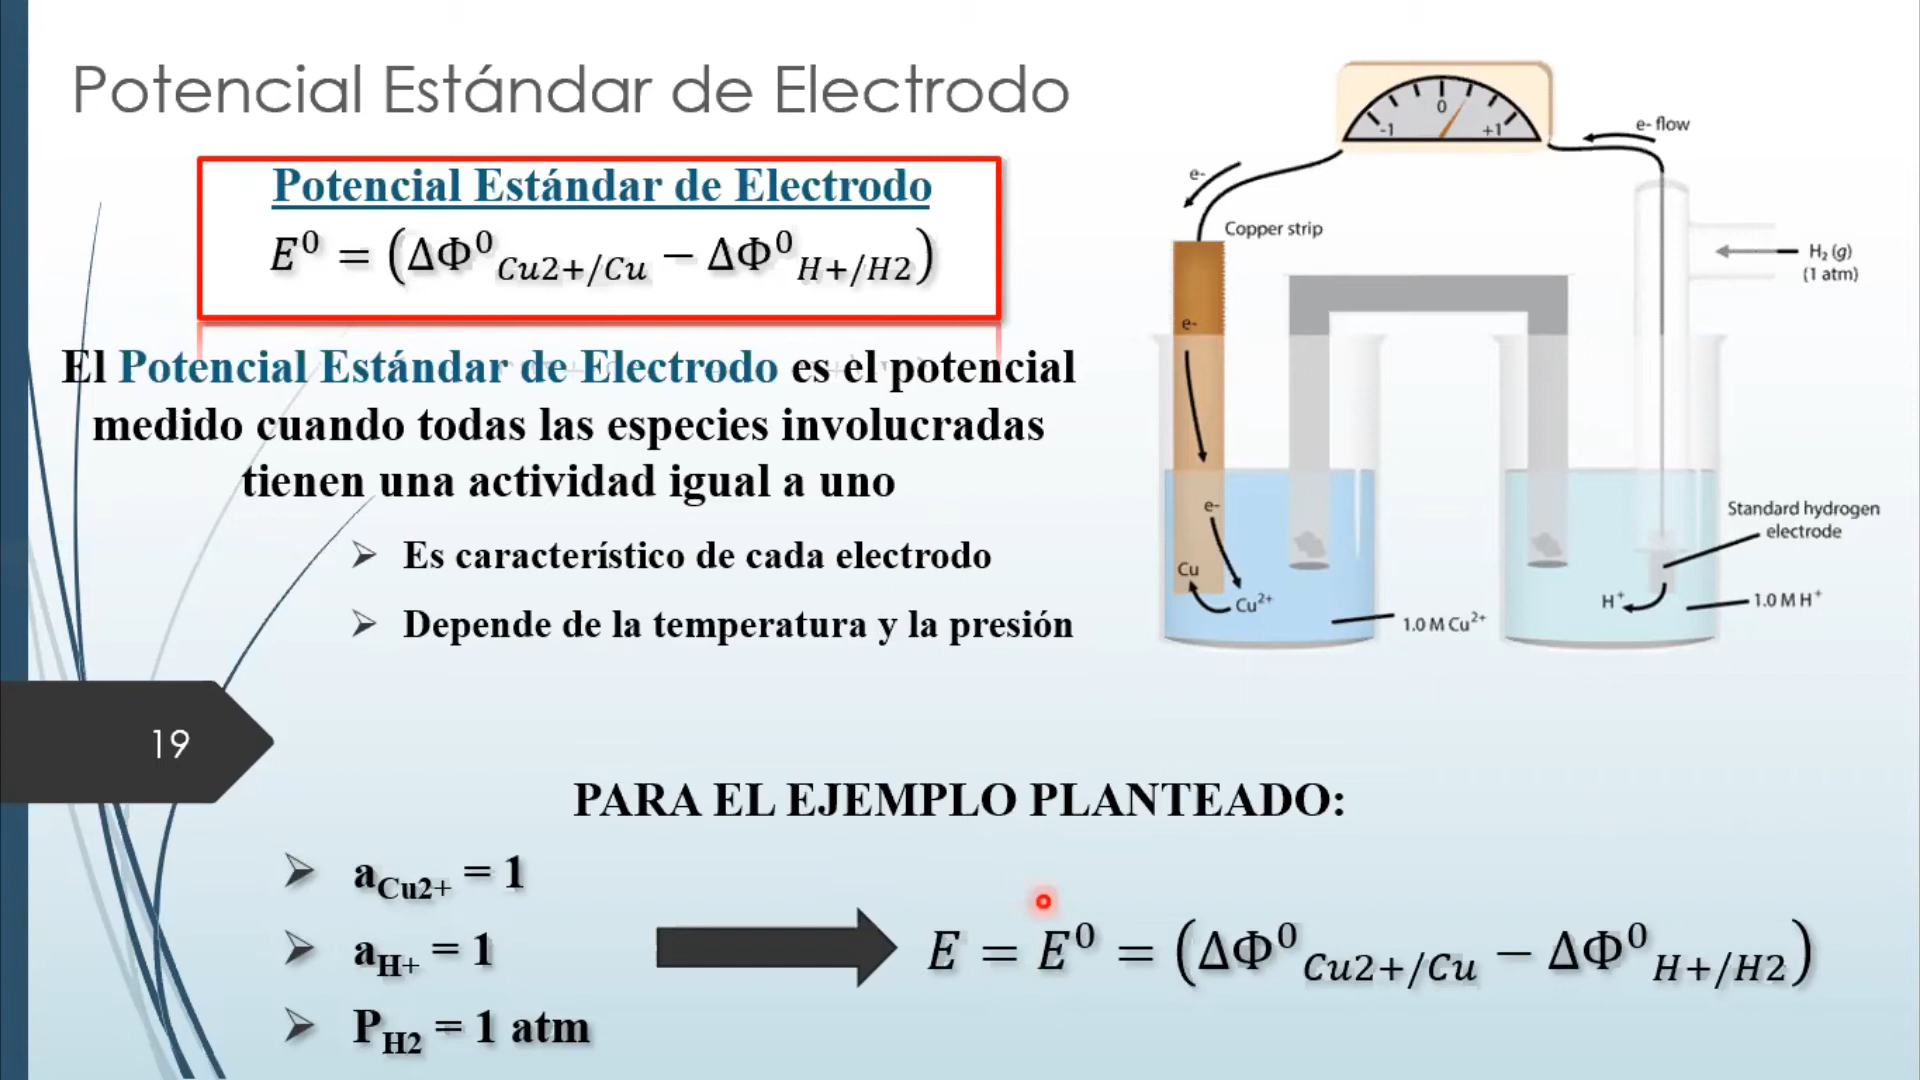 Potencial Estándar de Electrodo
Potencial Estándar de Electrodo
E⁰ = (ΔΦ⁰Cu2+/Cu − ΔΦ⁰H+/H2)
El Potencial Estándar de Electrodo es el potencial
medido cuando todas las especies involucradas
tienen una actividad igual a uno
➢ Es característico de cada electrodo
➢ Depende de la temperatura y la presión
-1
0
+1
e- flow
e-
Copper strip
H₂ (g)
(1 atm)
e-
e-
Cu
Cu²⁺
1.0 M Cu²⁺
Standard hydrogen
electrode
H⁺
1.0 M H⁺
19
PARA EL EJEMPLO PLANTEADO:
➢ aCu2+ = 1
➢ aH+ = 1
➢ PH2 = 1 atm
E = E⁰ = (ΔΦ⁰Cu2+/Cu − ΔΦ⁰H+/H2)